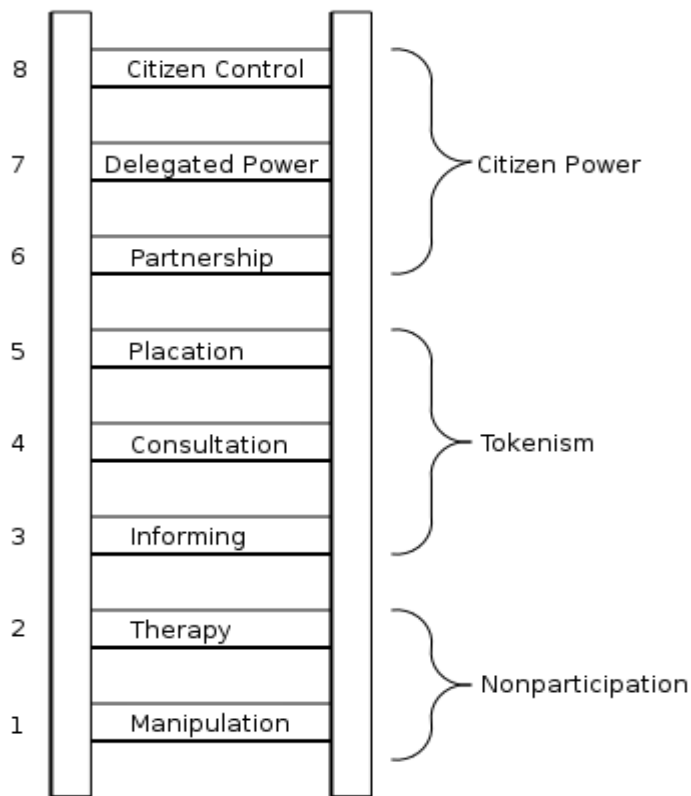 8 Citizen Control
7 Delegated Power
Citizen Power
6 Partnership
5 Placation
4 Consultation
Tokenism
3 Informing
2 Therapy
Nonparticipation
1 Manipulation